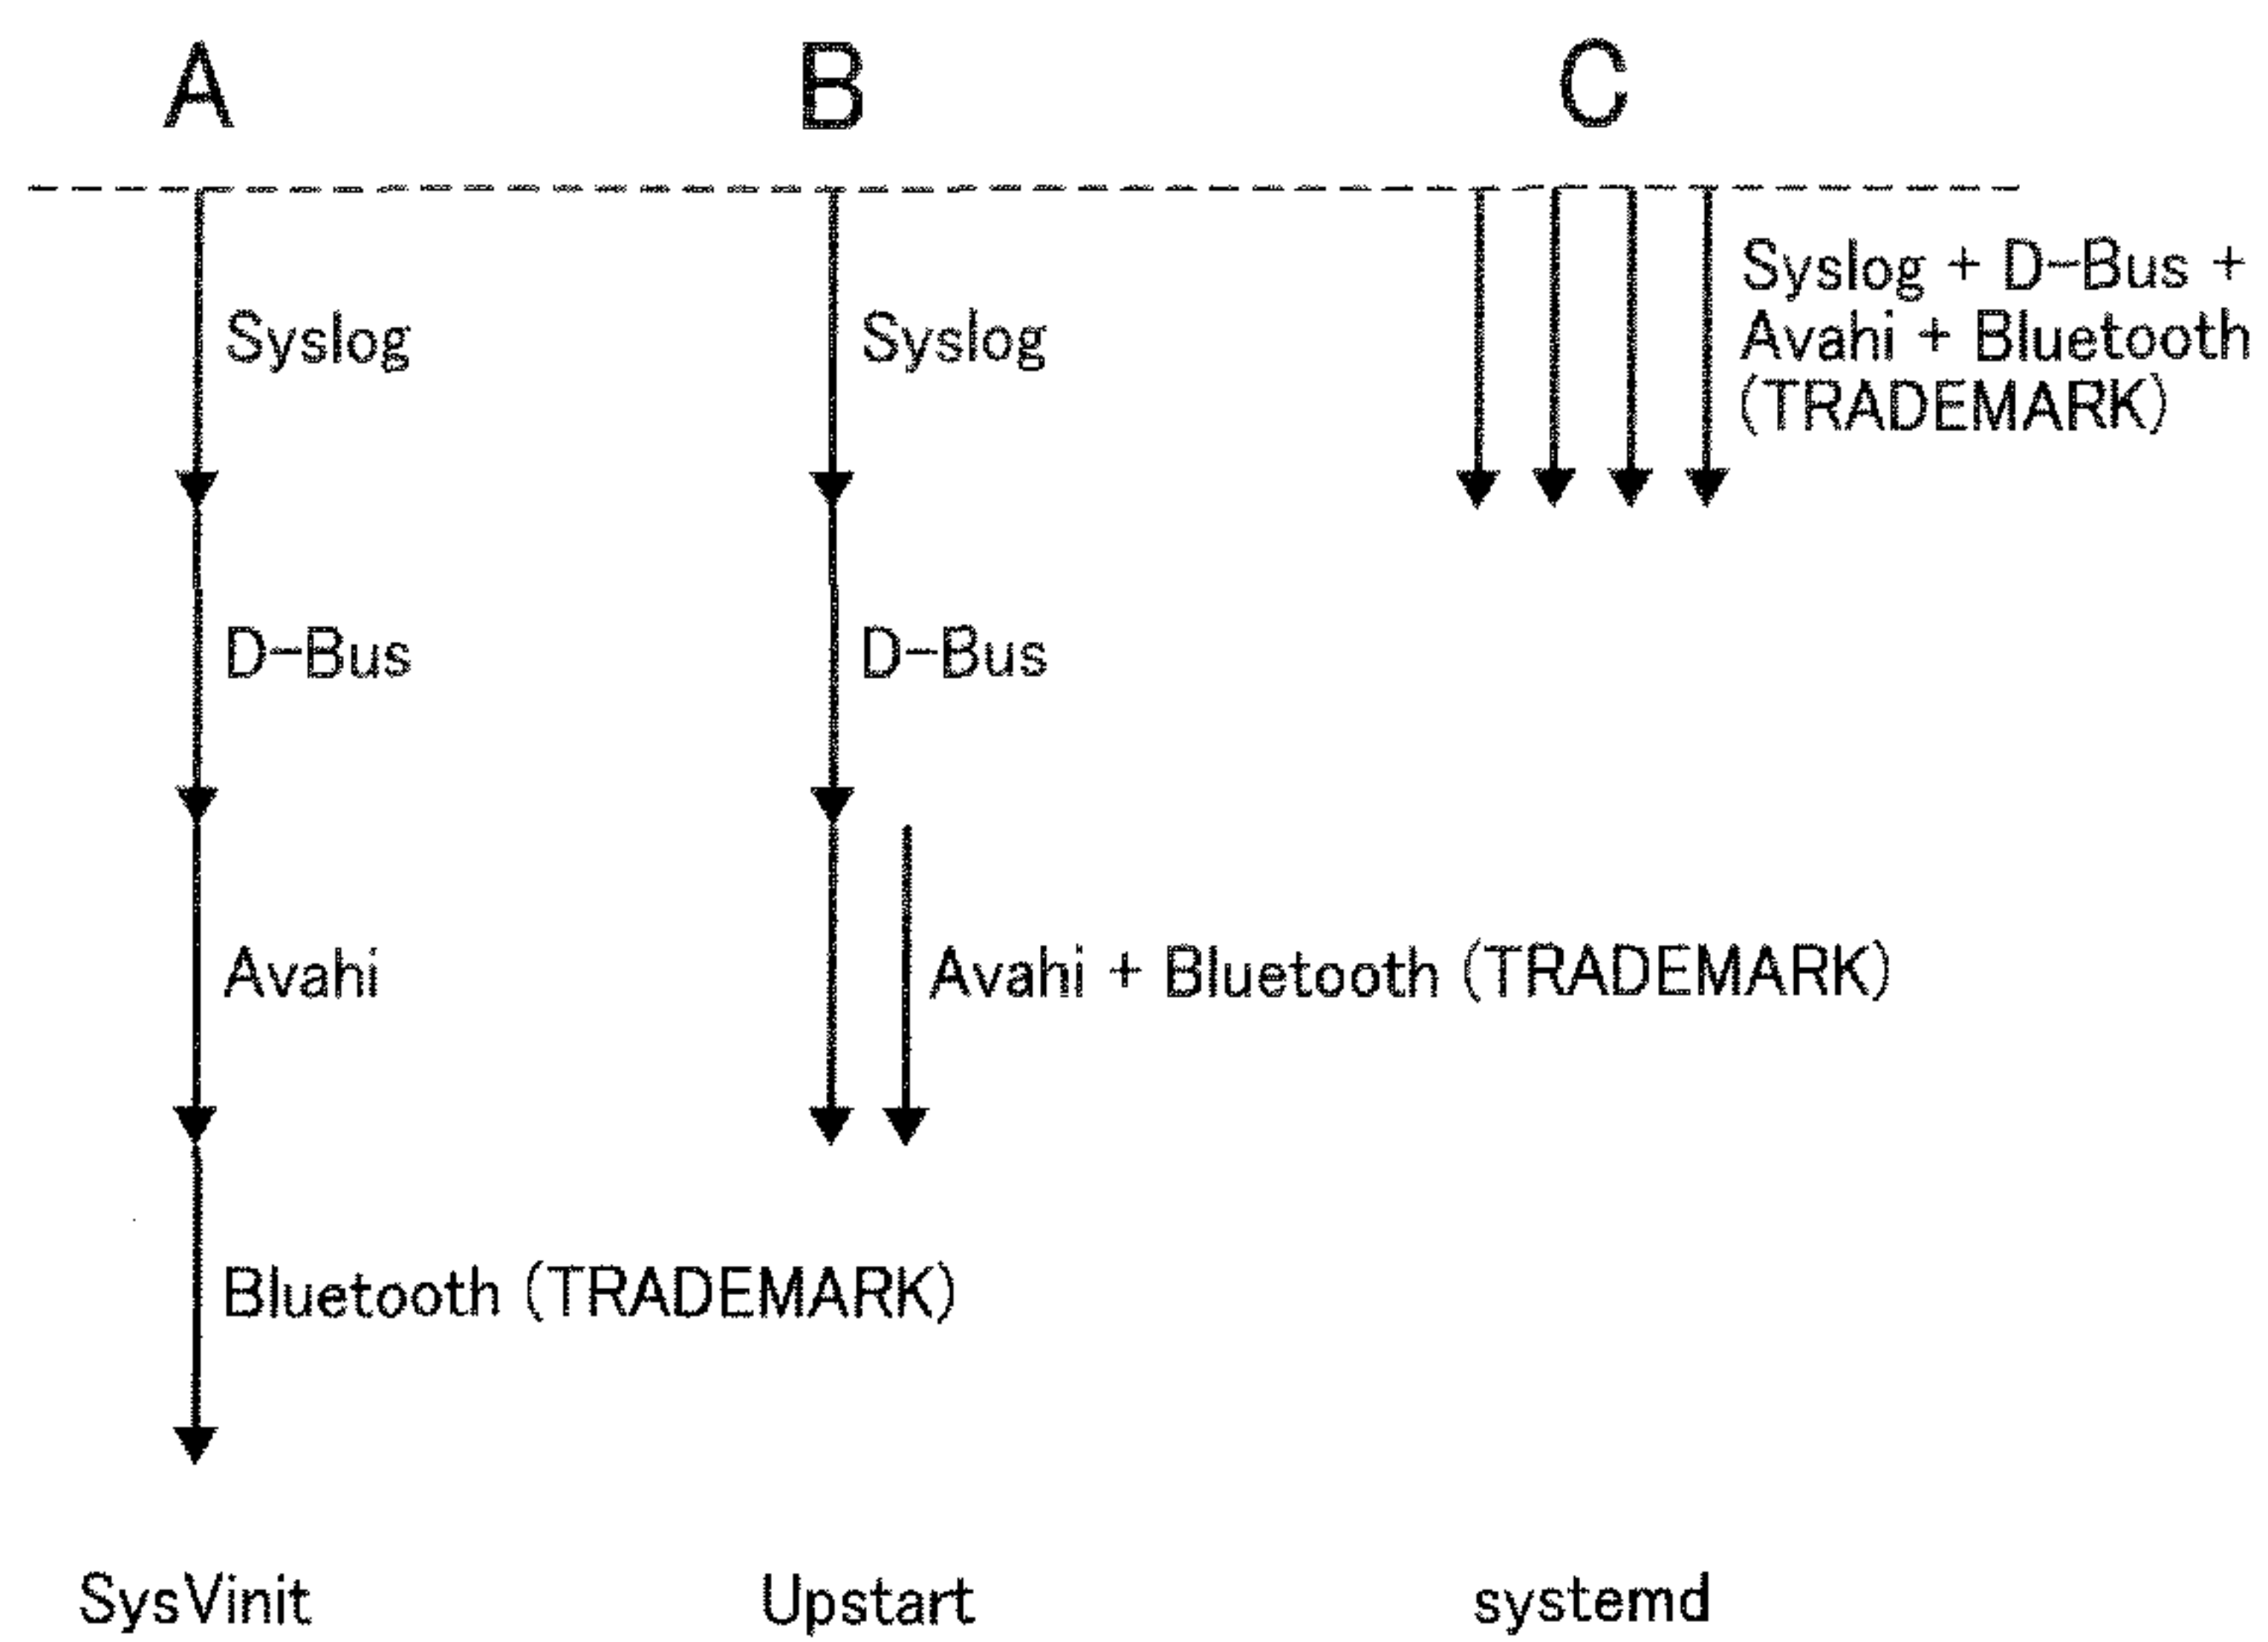 A
B
C
Syslog
D-Bus
Avahi
Bluetooth (TRADEMARK)
SysVinit
Syslog
D-Bus
Avahi + Bluetooth (TRADEMARK)
Upstart
Syslog + D-Bus +
Avahi + Bluetooth
(TRADEMARK)
systemd